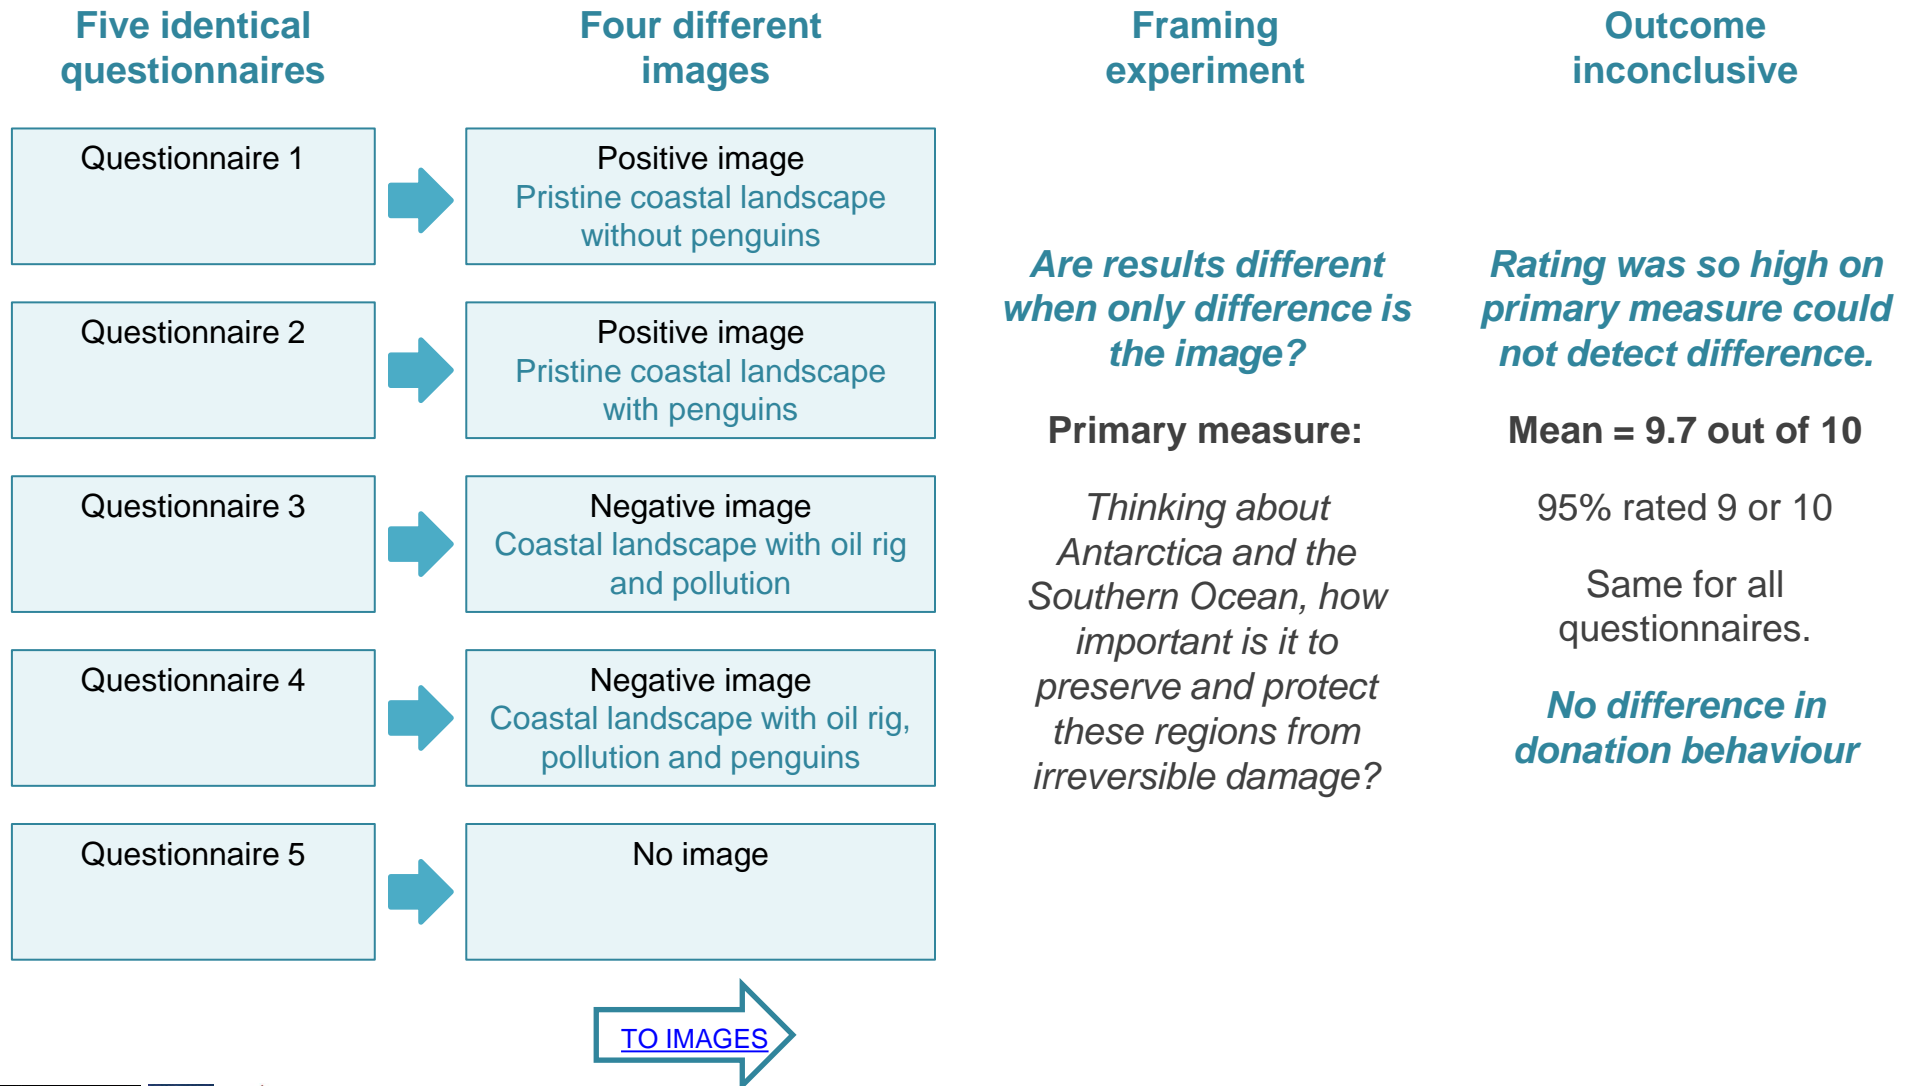 Five identical
questionnaires
Four different
images
Framing
experiment
Outcome
inconclusive
Questionnaire 1
Positive image
Pristine coastal landscape
without penguins
Questionnaire 2
Positive image
Pristine coastal landscape
with penguins
Questionnaire 3
Negative image
Coastal landscape with oil rig
and pollution
Questionnaire 4
Negative image
Coastal landscape with oil rig,
pollution and penguins
Questionnaire 5
No image
TO IMAGES
Are results different
when only difference is
the image?
Primary measure:
Thinking about
Antarctica and the
Southern Ocean, how
important is it to
preserve and protect
these regions from
irreversible damage?
Rating was so high on
primary measure could
not detect difference.
Mean = 9.7 out of 10
95% rated 9 or 10
Same for all
questionnaires.
No difference in
donation behaviour